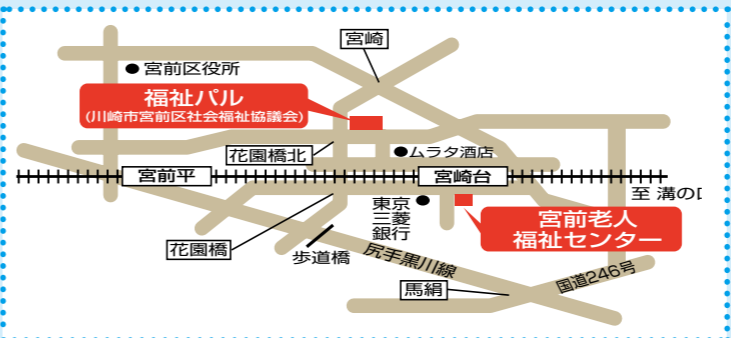 宮崎
●宮前区役所
福祉パル
(川崎市宮前区社会福祉協議会)
花園橋北
●ムラタ酒店
宮前平
宮崎台
至 溝の
東京
三菱
銀行
宮前老人
福祉センター
花園橋
歩道橋
尻手黒川線
国道246号
馬絹